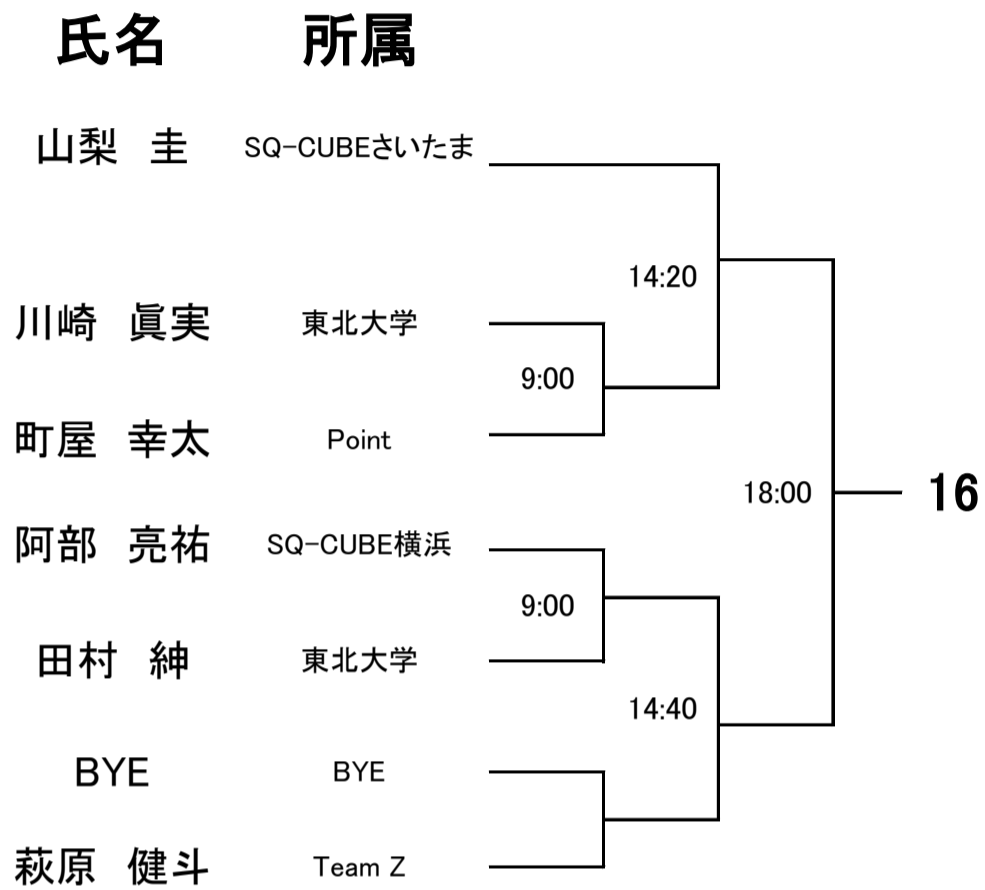 氏名 所属
山梨 圭 SQ-CUBEさいたま
14:20
川崎 眞実 東北大学
9:00
町屋 幸太 Point
18:00 16
阿部 亮祐 SQ-CUBE横浜
9:00
田村 紳 東北大学
14:40
BYE BYE
萩原 健斗 Team Z